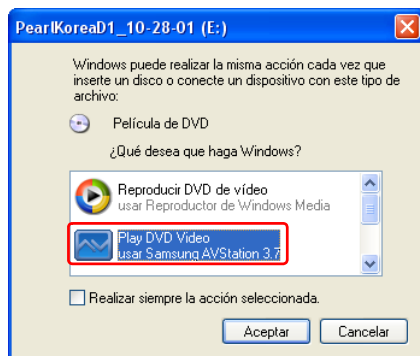 PearlKoreaD1_10-28-01 (E:)
Windows puede realizar la misma acción cada vez que
inserte un disco o conecte un dispositivo con este tipo de
archivo:
Película de DVD
¿Qué desea que haga Windows?
Reproducir DVD de vídeo
usar Reproductor de Windows Media
Play DVD Video
usar Samsung AVStation 3.7
Realizar siempre la acción seleccionada.
Aceptar
Cancelar